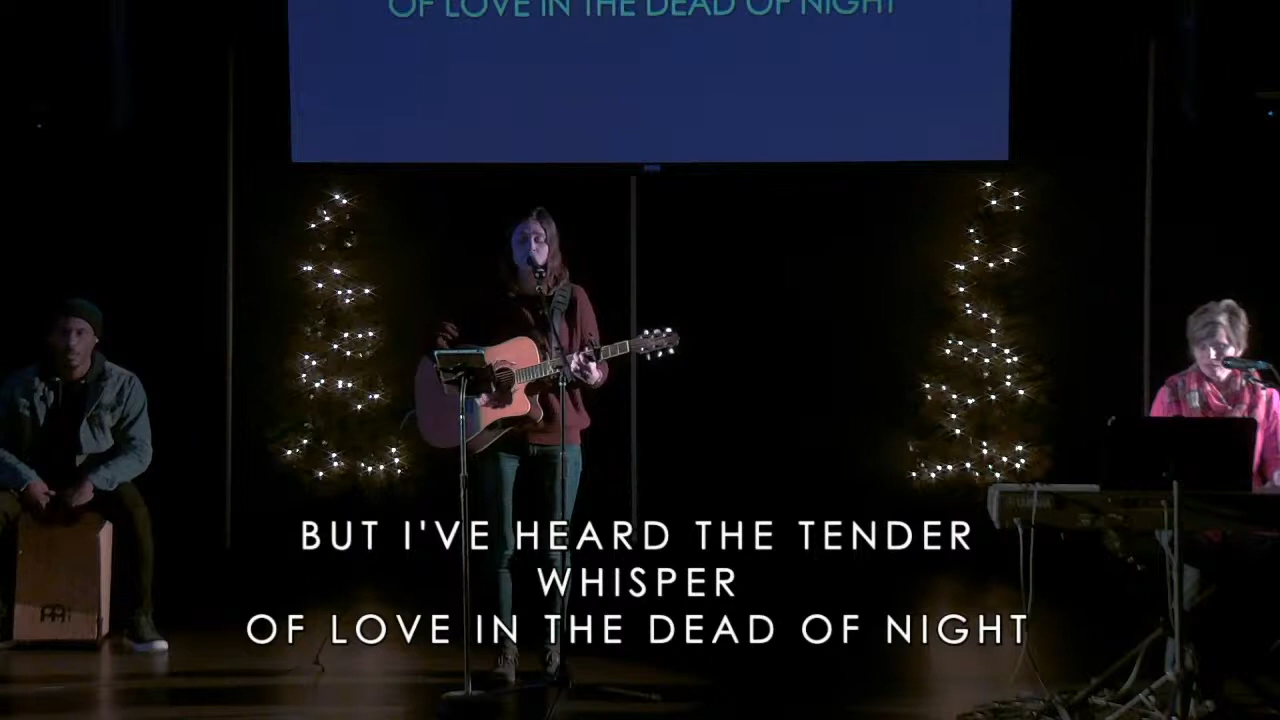 OF LOVE IN THE DEAD OF NIGHT
BUT I'VE HEARD THE TENDER
WHISPER
OF LOVE IN THE DEAD OF NIGHT